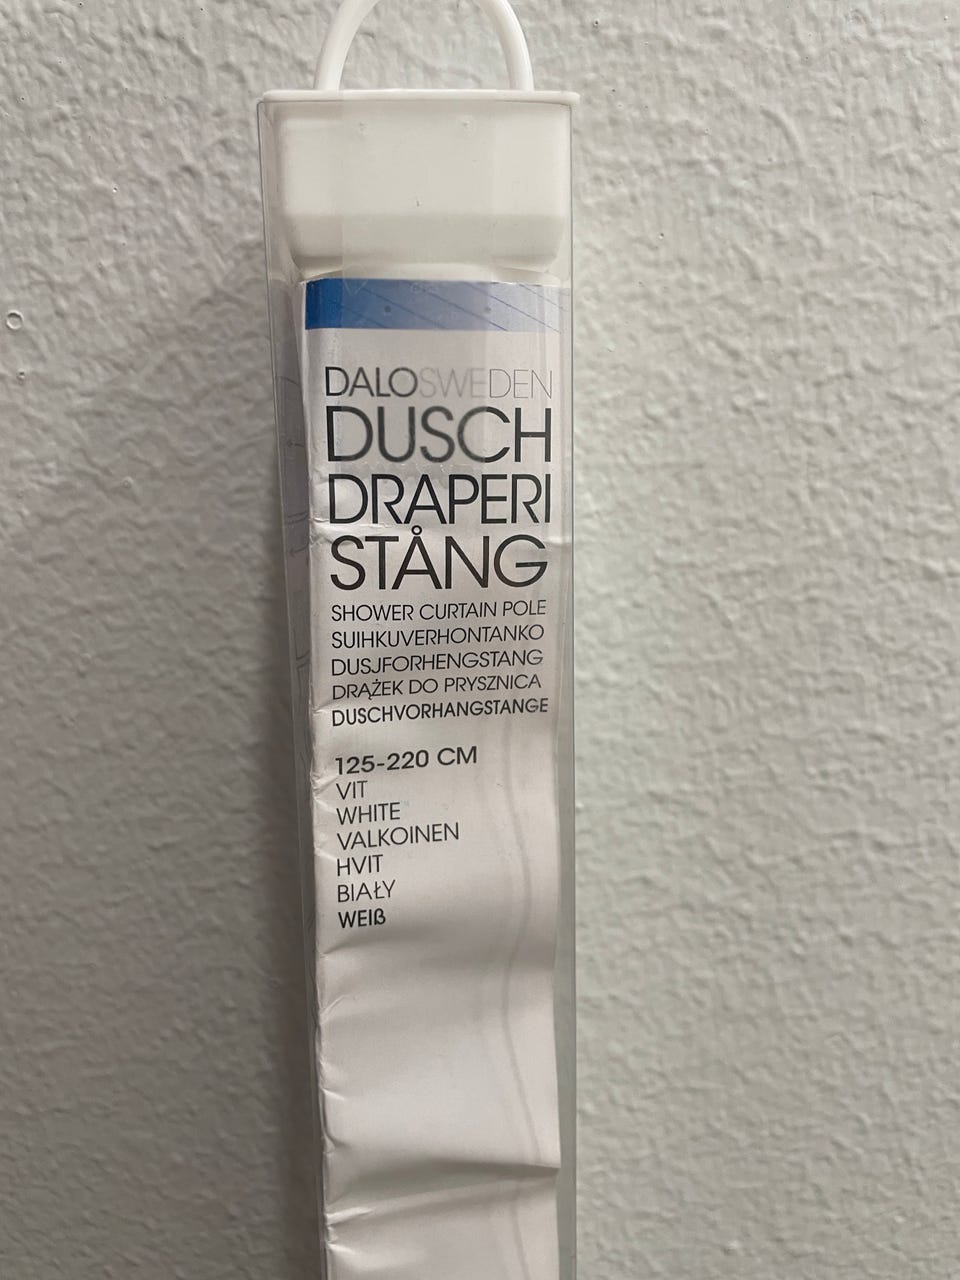 DALOSWEDEN
DUSCH
DRAPERI
STÅNG
SHOWER CURTAIN POLE
SUIHKUVERHONTANKO
DUSJFORHENGSTANG
DRĄŻEK DO PRYSZNICA
DUSCHVORHANGSTANGE
125-220 CM
VIT
WHITE
VALKOINEN
HVIT
BIAŁY
WEIß